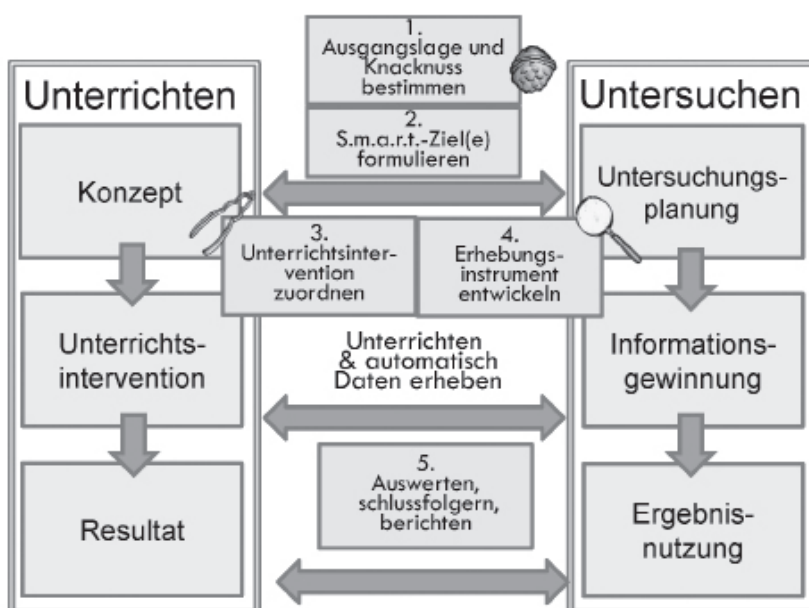 1.
Ausgangslage und
Knacknuss
bestimmen
2.
S.m.a.r.t.-Ziel(e)
formulieren
Unterrichten
Konzept
Unterrichts-
intervention
Resultat
3.
Unterrichtsinter-
vention
zuordnen
4.
Erhebungs-
instrument
entwickeln
Unterrichten
& automatisch
Daten erheben
5.
Auswerten,
schlussfolgern,
berichten
Untersuchen
Untersuchungs-
planung
Informations-
gewinnung
Ergebnis-
nutzung